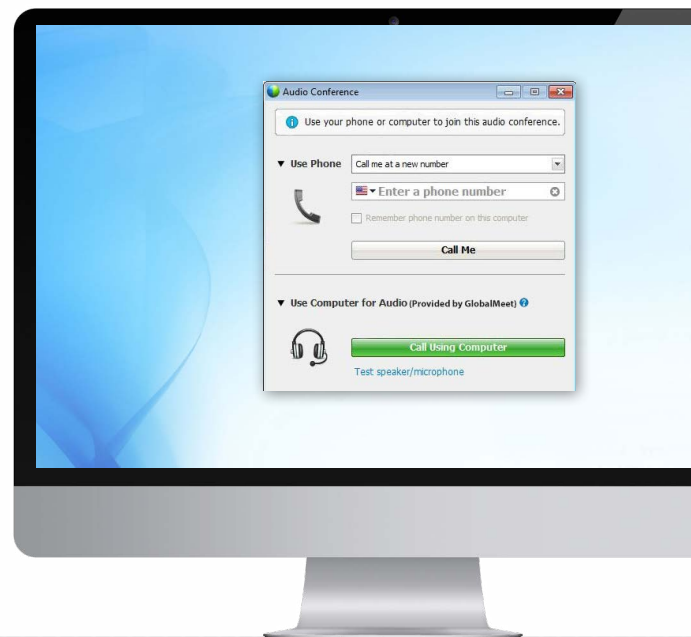 Audio Conference
Use your phone or computer to join this audio conference.
Use Phone
Call me at a new number
Enter a phone number
Remember phone number on this computer
Call Me
Use Computer for Audio (Provided by GlobalMeet)
Call Using Computer
Test speaker/microphone